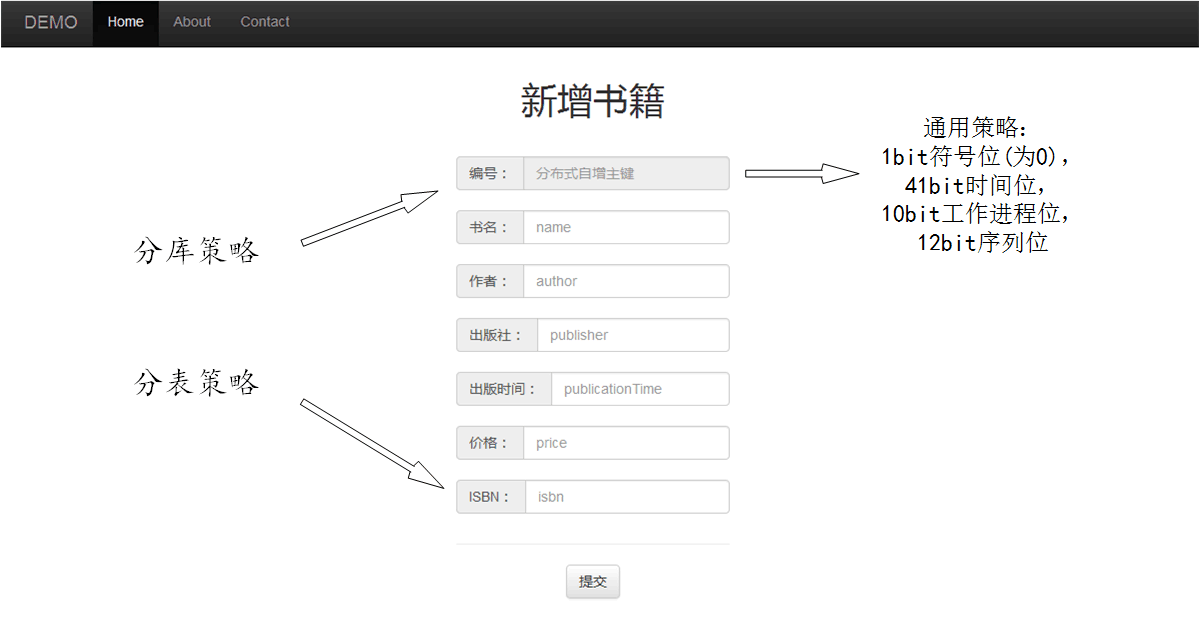 DEMO Home About Contact
新增书籍
编号： 分布式自增主键
书名： name
作者： author
出版社： publisher
出版时间： publicationTime
价格： price
ISBN： isbn
提交
分库策略
分表策略
通用策略:
1bit符号位(为0),
41bit时间位,
10bit工作进程位,
12bit序列位